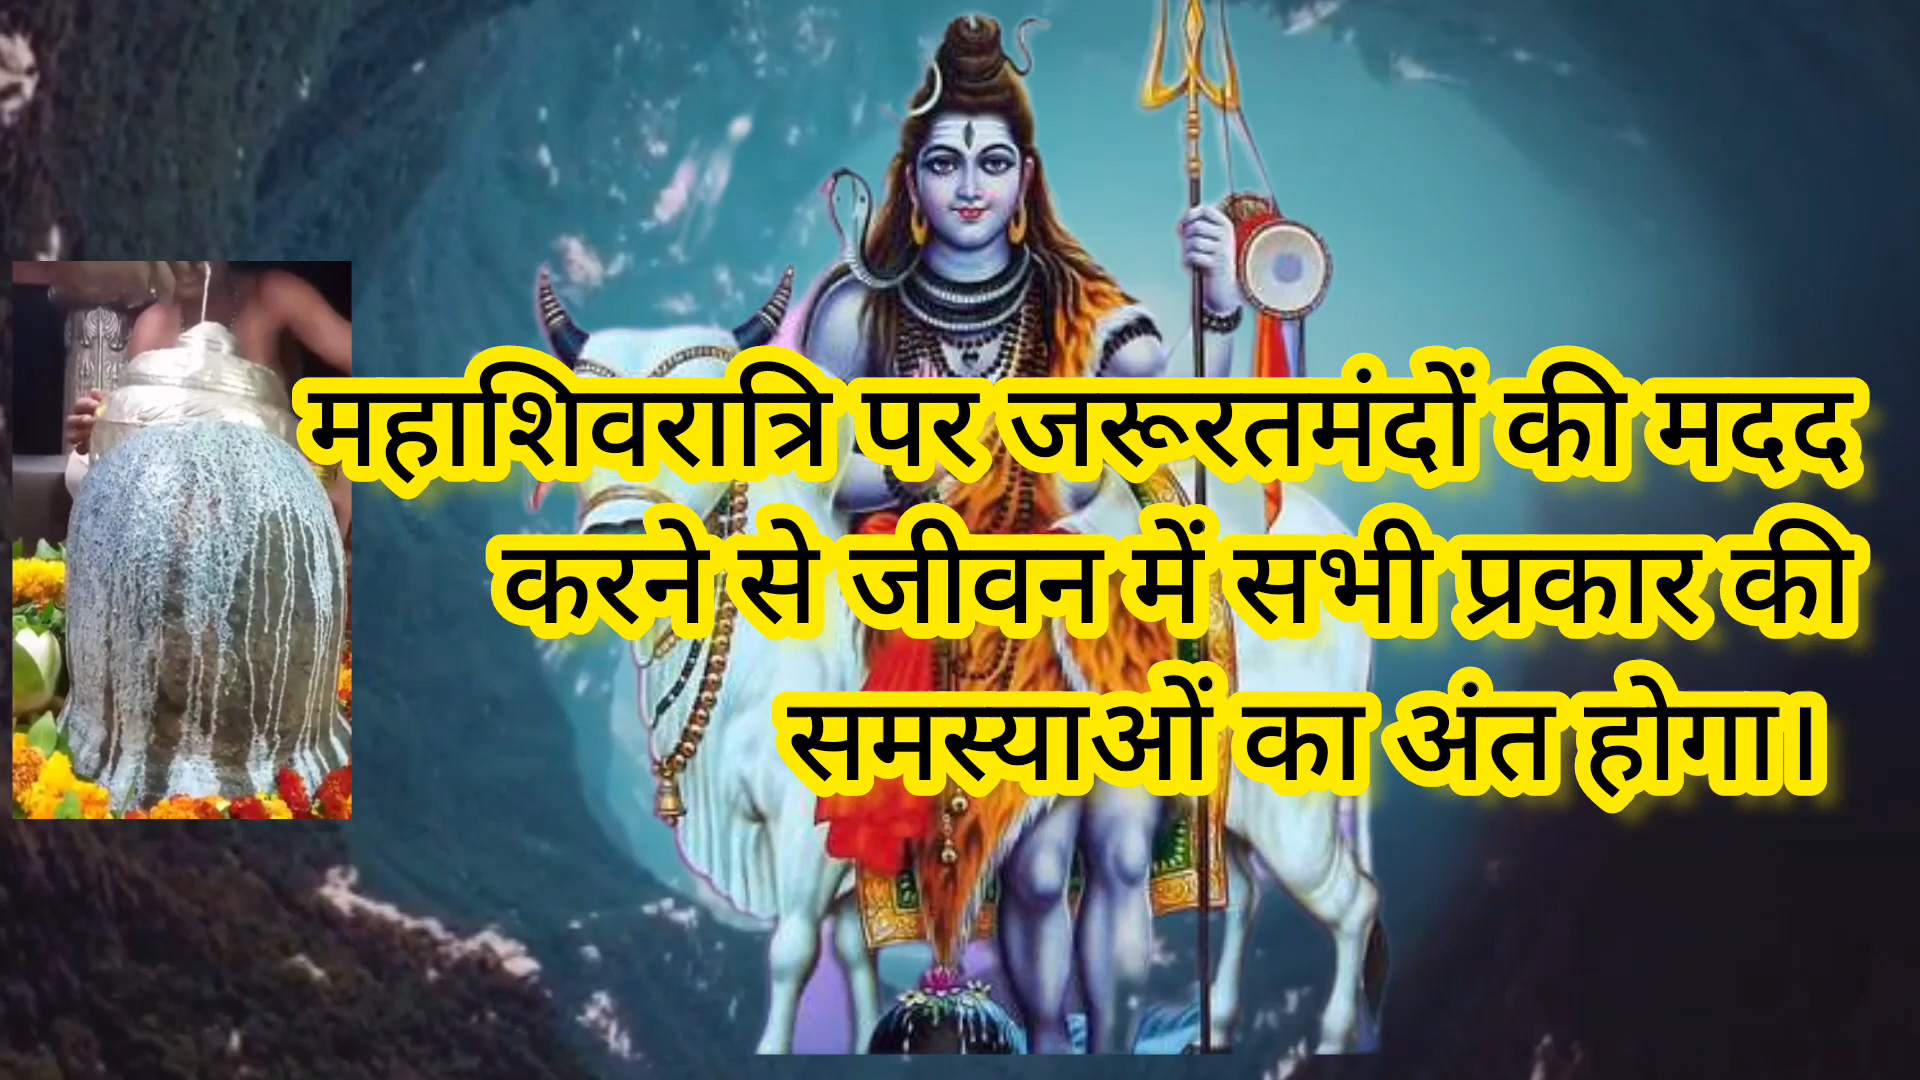 महाशिवरात्रि पर जरूरतमंदों की मदद
करने से जीवन में सभी प्रकार की
समस्याओं का अंत होगा।